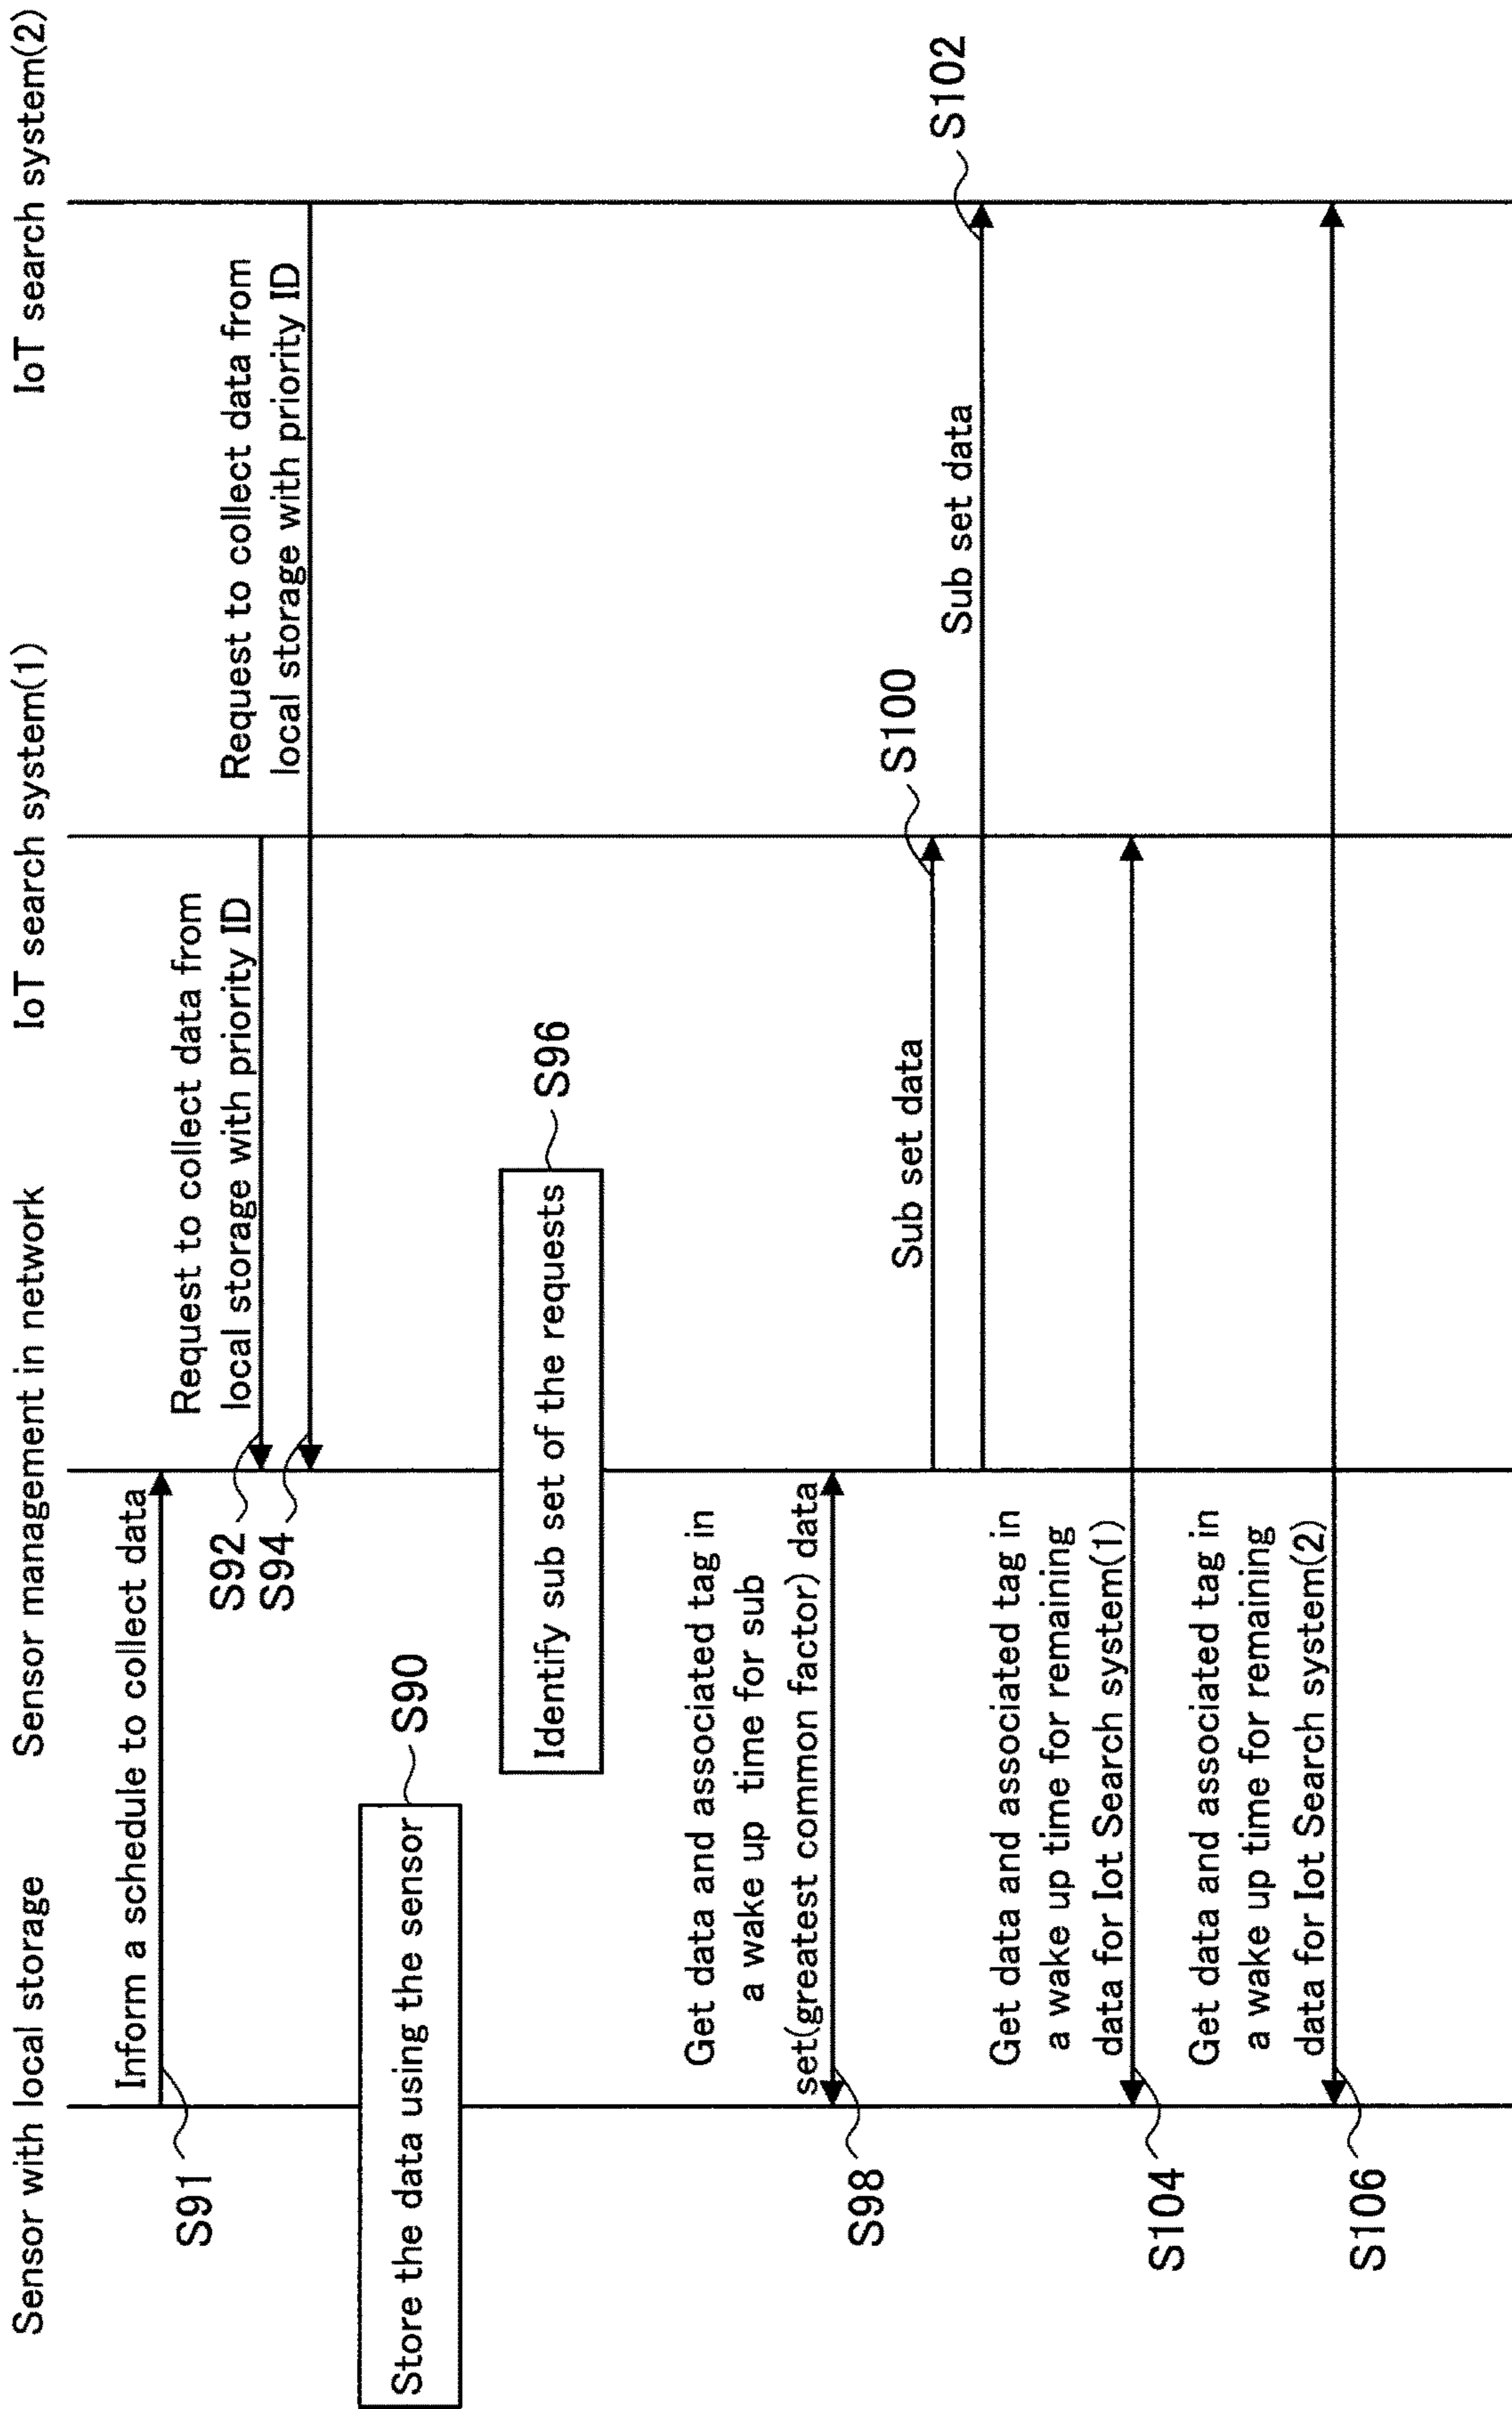 Sensor with local storage
Sensor management in network
IoT search system(1)
IoT search system(2)
Inform a schedule to collect data
S91
Request to collect data from
local storage with priority ID
S92
Request to collect data from
local storage with priority ID
S94
Store the data using the sensor
S90
Identify sub set of the requests
S96
Get data and associated tag in
a wake up time for sub
set(greatest common factor) data
S98
Sub set data
S100
Sub set data
S102
Get data and associated tag in
a wake up time for remaining
data for Iot Search system(1)
S104
Get data and associated tag in
a wake up time for remaining
data for Iot Search system(2)
S106